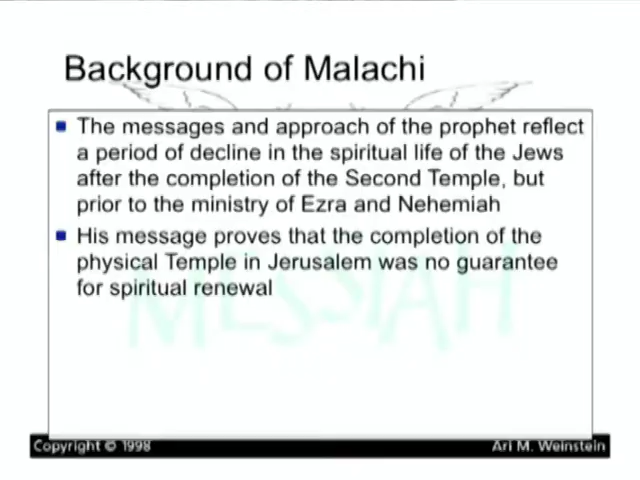 Background of Malachi
The messages and approach of the prophet reflect
a period of decline in the spiritual life of the Jews
after the completion of the Second Temple, but
prior to the ministry of Ezra and Nehemiah
His message proves that the completion of the
physical Temple in Jerusalem was no guarantee
for spiritual renewal
MESSIAH
Copyright © 1998
Ari M. Weinstein